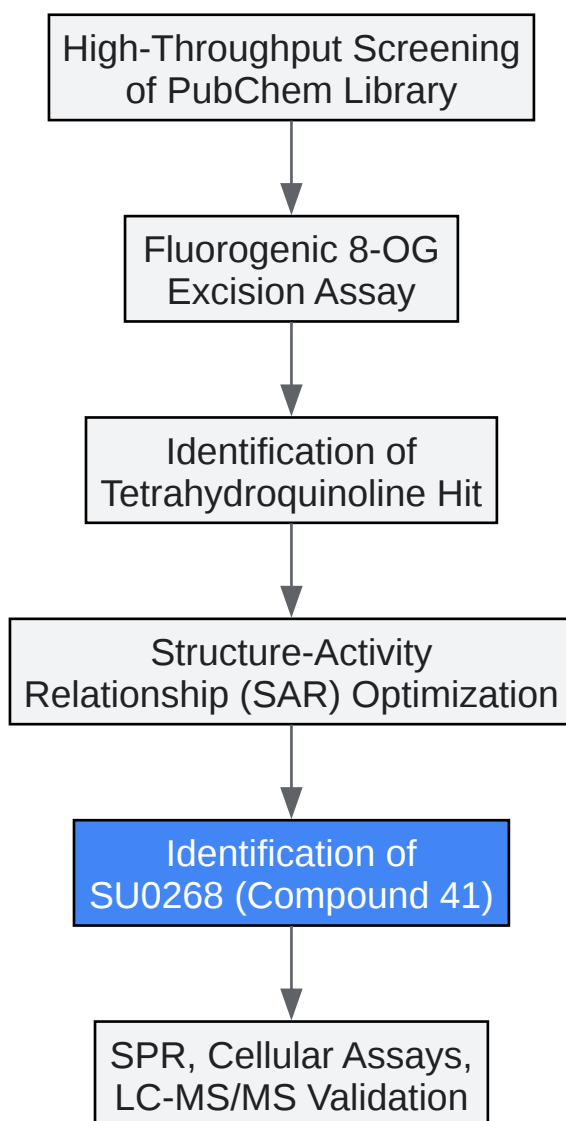 High-Throughput Screening
of PubChem Library
Fluorogenic 8-OG
Excision Assay
Identification of
Tetrahydroquinoline Hit
Structure-Activity
Relationship (SAR) Optimization
Identification of
SU0268 (Compound 41)
SPR, Cellular Assays,
LC-MS/MS Validation